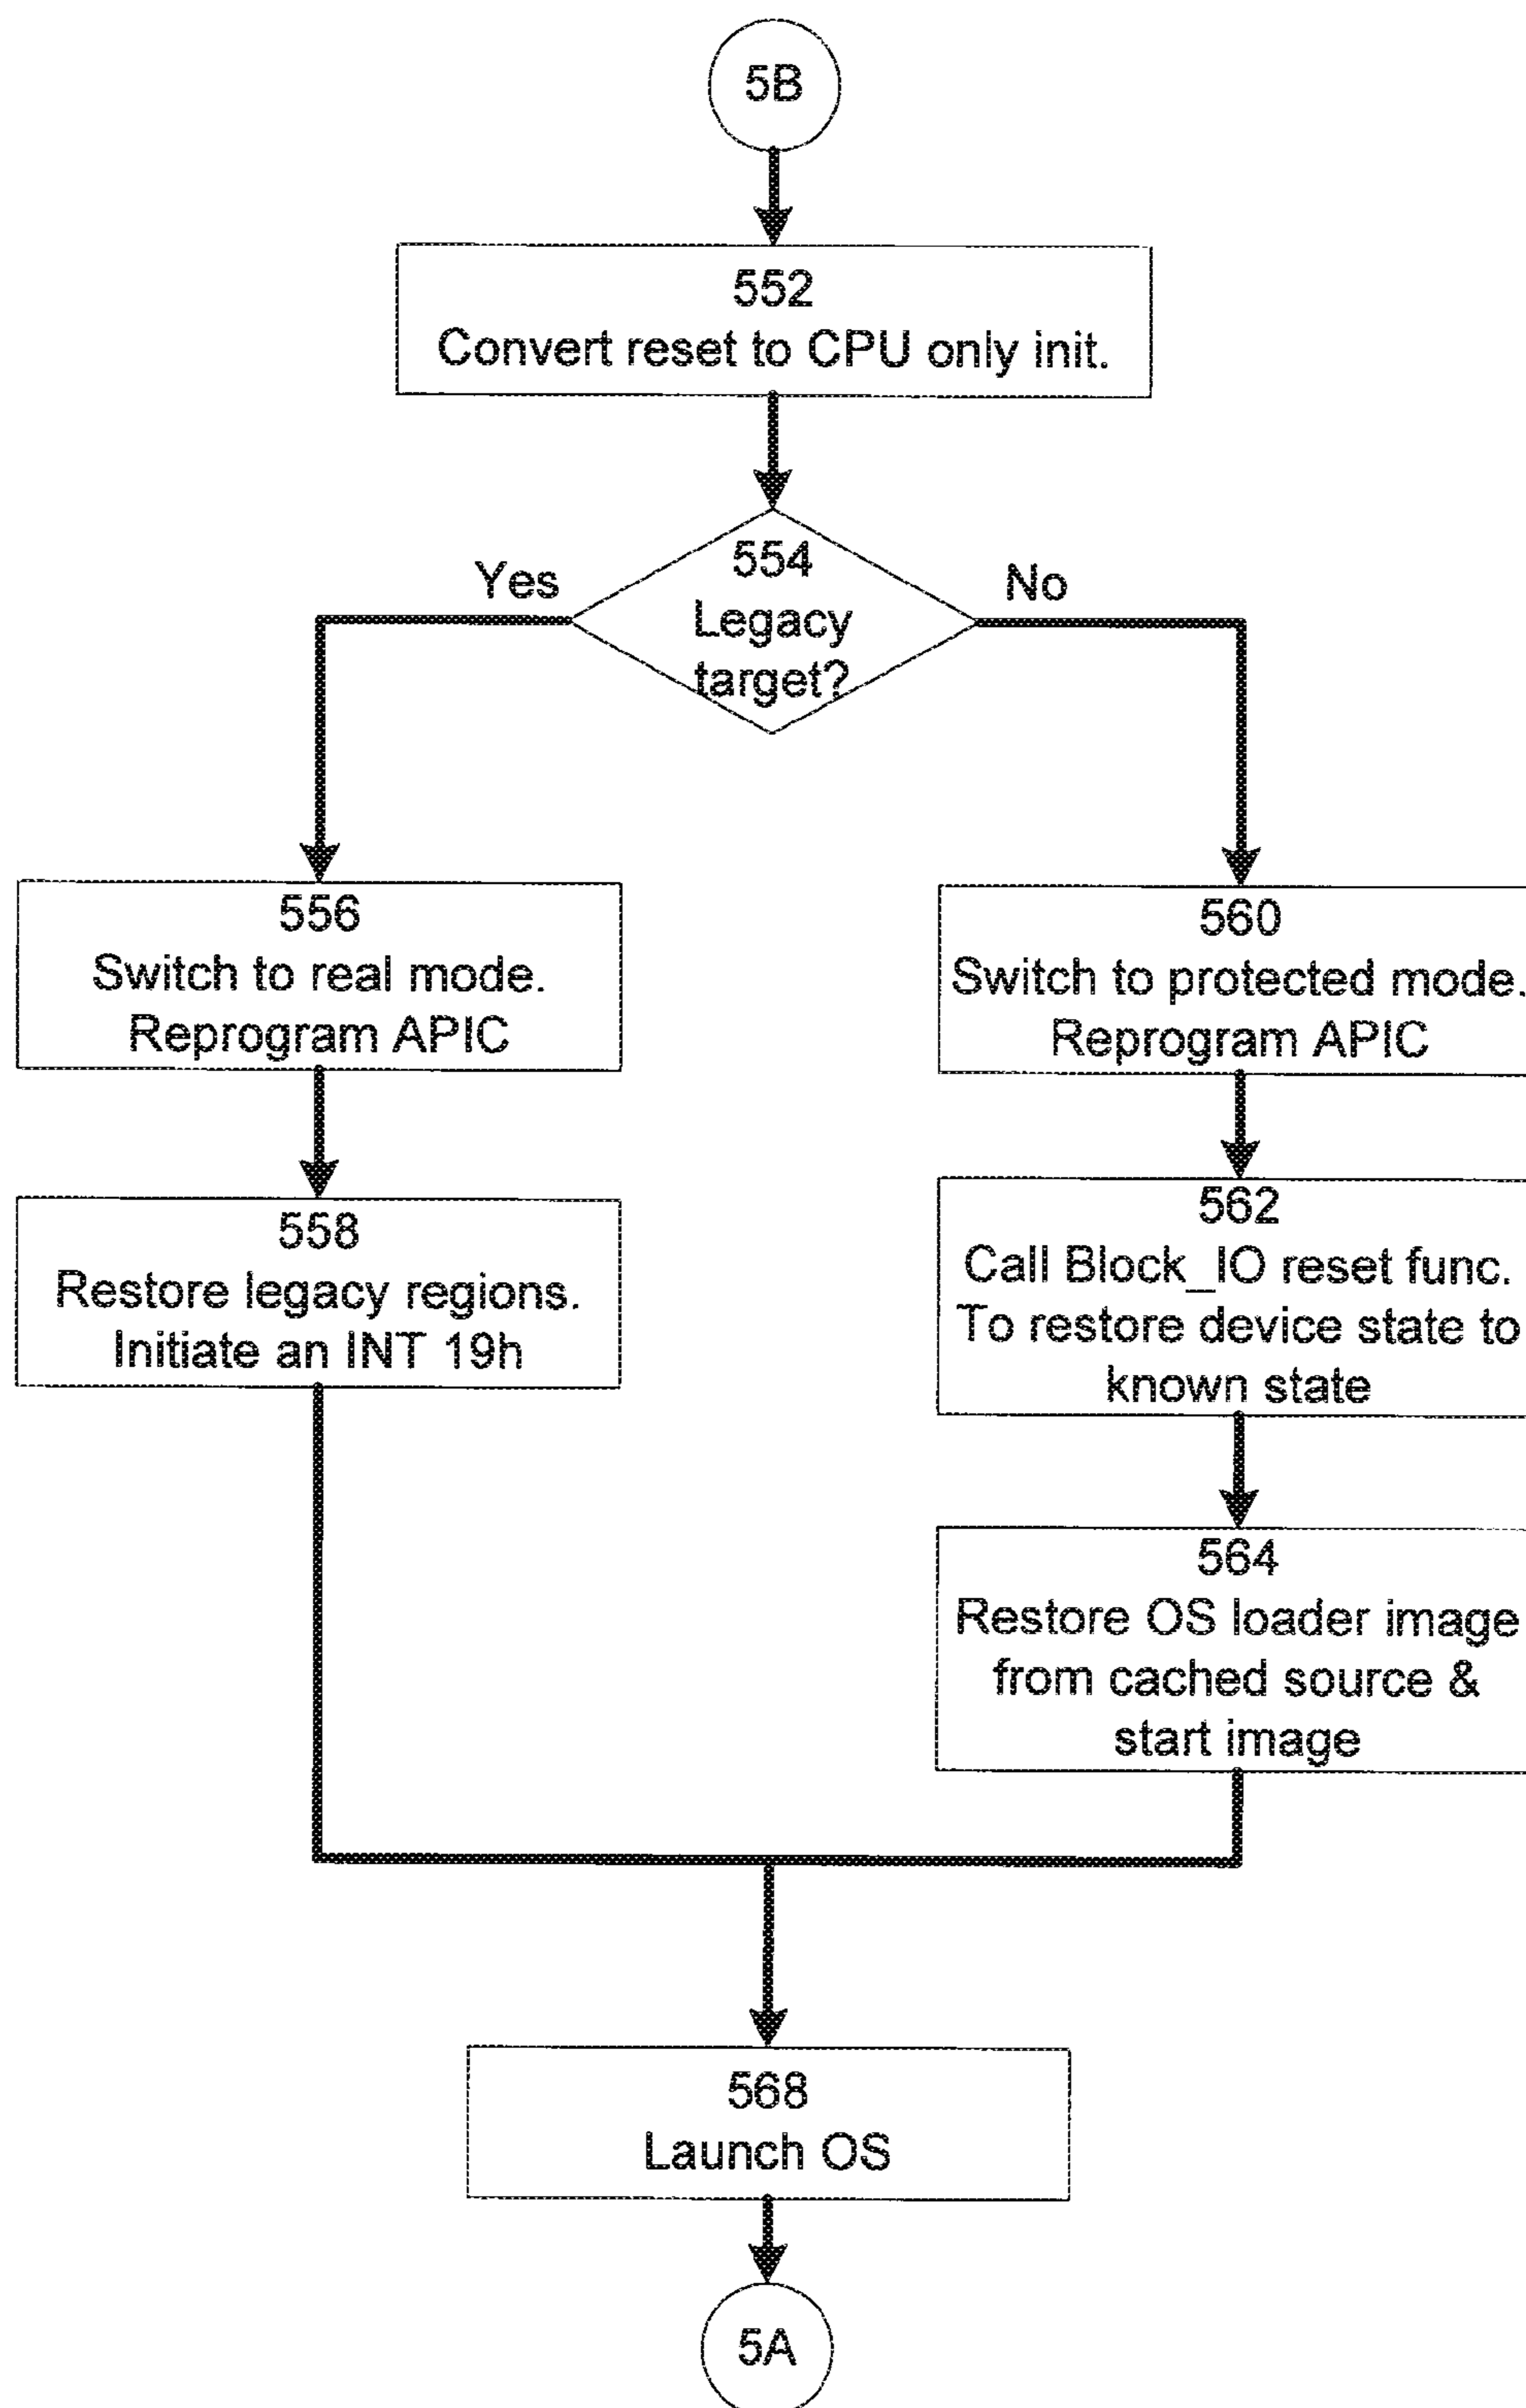 5B
552
Convert reset to CPU only init.
554
Legacy
target?
Yes
No
556
Switch to real mode.
Reprogram APIC
558
Restore legacy regions.
Initiate an INT 19h
560
Switch to protected mode.
Reprogram APIC
562
Call Block_IO reset func.
To restore device state to
known state
564
Restore OS loader image
from cached source &
start image
568
Launch OS
5A